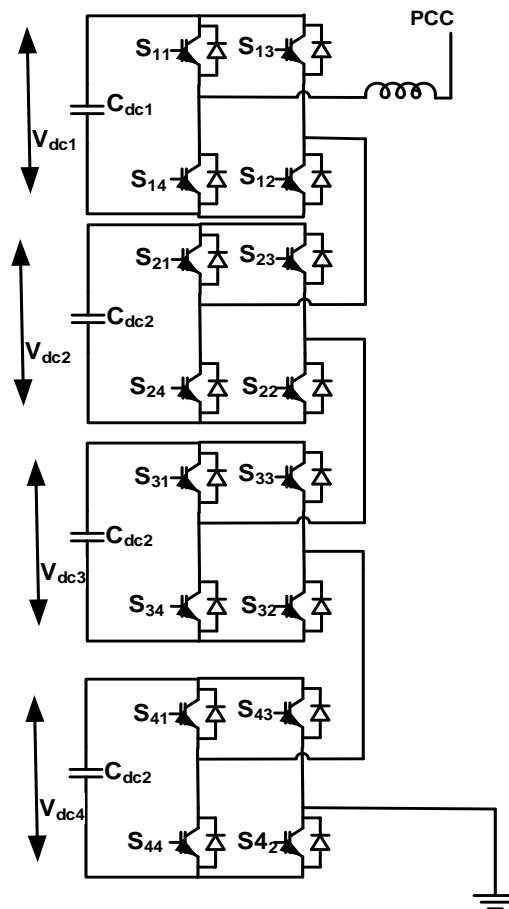 PCC
S11 S13
Cdc1
Vdc1
S14 S12
S21 S23
Cdc2
Vdc2
S24 S22
S31 S33
Cdc2
Vdc3
S34 S32
S41 S43
Cdc2
Vdc4
S44 S42